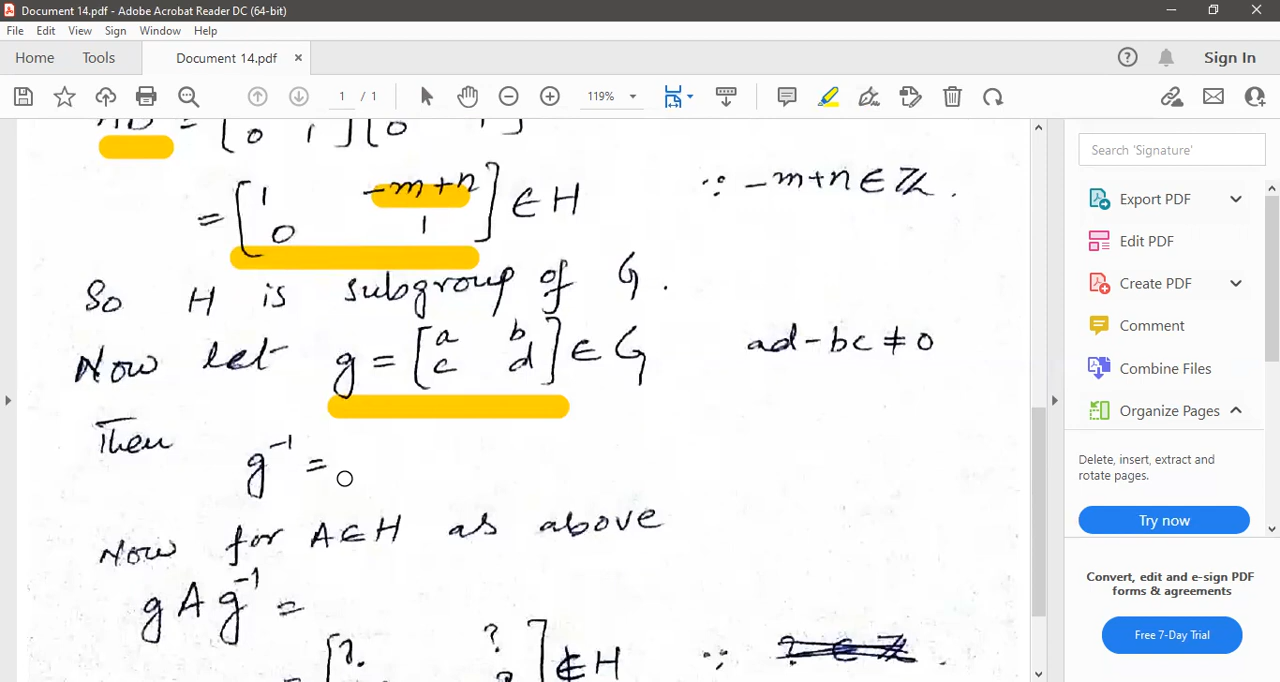 Document 14.pdf - Adobe Acrobat Reader DC (64-bit)
File Edit View Sign Window Help
Home Tools Document 14.pdf × Sign In
1 / 1 119%
= [ 0 1 ] [ 0 1 ]
= [ 1 -m+n ] ∈ H ∵ -m+n ∈ ℤ.
0 1
So H is subgroup of G.
Now let g = [ a b ] ∈ G ad-bc ≠ 0
c d
Then
g⁻¹ =
Now for A∈H as above
g A g⁻¹ =
= [ ?. ? ] ∉ H ∵
Search 'Signature'
Export PDF
Edit PDF
Create PDF
Comment
Combine Files
Organize Pages
Delete, insert, extract and
rotate pages.
Try now
Convert, edit and e-sign PDF
forms & agreements
Free 7-Day Trial